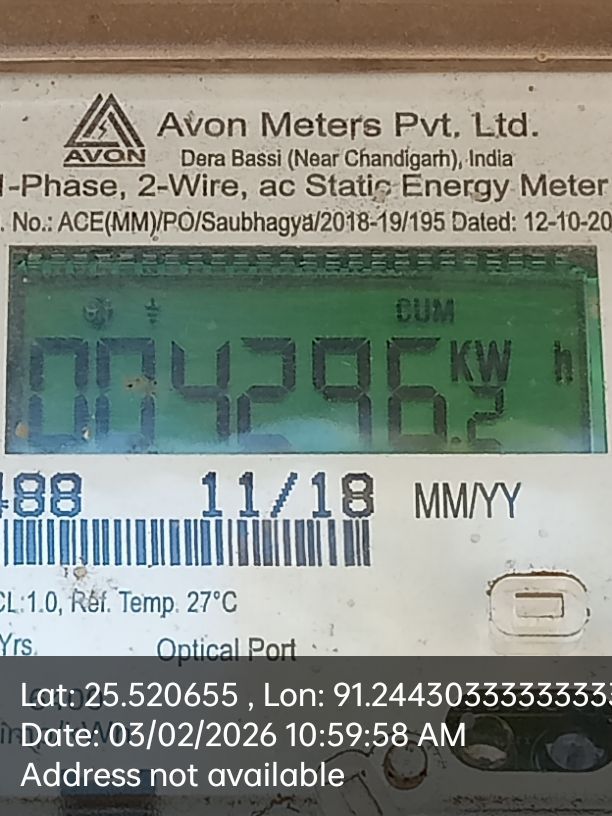 AVON
Avon Meters Pvt. Ltd.
Dera Bassi (Near Chandigarh), India
-Phase, 2-Wire, ac Static Energy Meter
. No.: ACE(MM)/PO/Saubhagya/2018-19/195 Dated: 12-10-20
CUM
004296.2 KW h
488 11/18 MM/YY
CL:1.0, Ref. Temp. 27°C
Yrs. Optical Port
Lat: 25.520655 , Lon: 91.2443033333333
Date: 03/02/2026 10:59:58 AM
Address not available